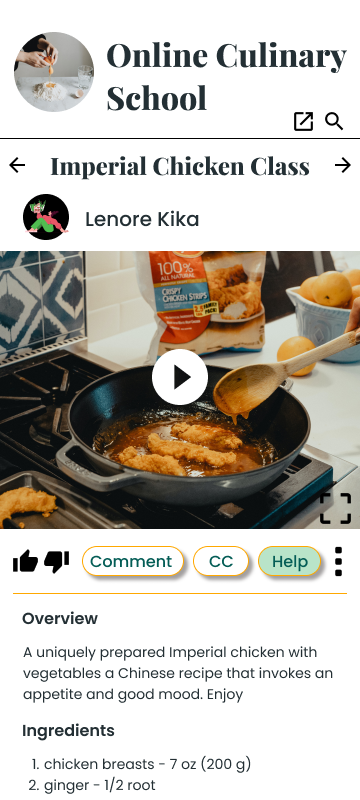 Online Culinary
School
Imperial Chicken Class
Lenore Kika
100%
ALL NATURAL
CRISPY
CHICKEN STRIPS
Comment
CC
Help
Overview
A uniquely prepared Imperial chicken with
vegetables a Chinese recipe that invokes an
appetite and good mood. Enjoy
Ingredients
1. chicken breasts - 7 oz (200 g)
2. ginger - 1/2 root